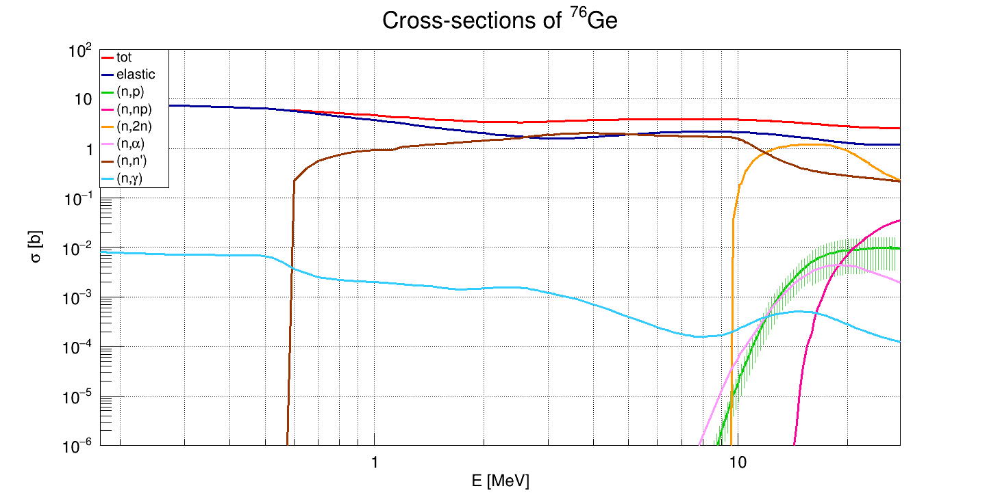 Cross-sections of ⁷⁶Ge
10²
tot
elastic
(n,p)
(n,np)
(n,2n)
(n,α)
(n,n')
(n,γ)
10
1
10⁻¹
10⁻²
10⁻³
10⁻⁴
10⁻⁵
10⁻⁶
σ [b]
1
10
E [MeV]